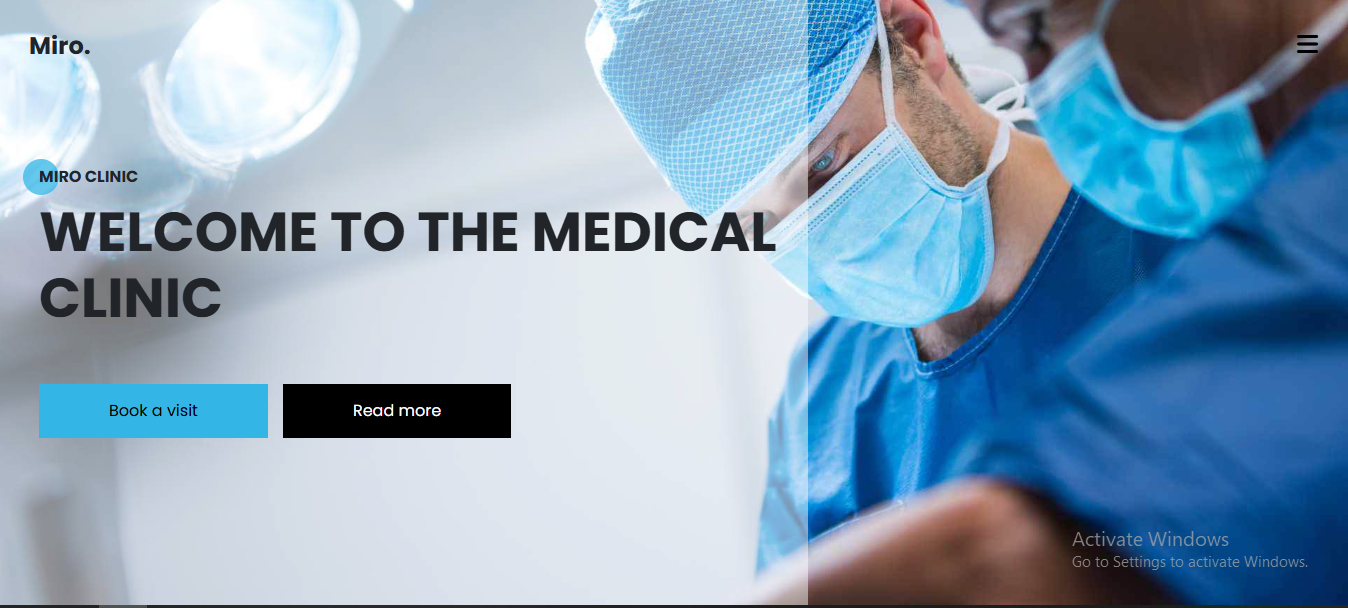 Miro.
MIRO CLINIC
WELCOME TO THE MEDICAL
CLINIC
Book a visit
Read more
Activate Windows
Go to Settings to activate Windows.